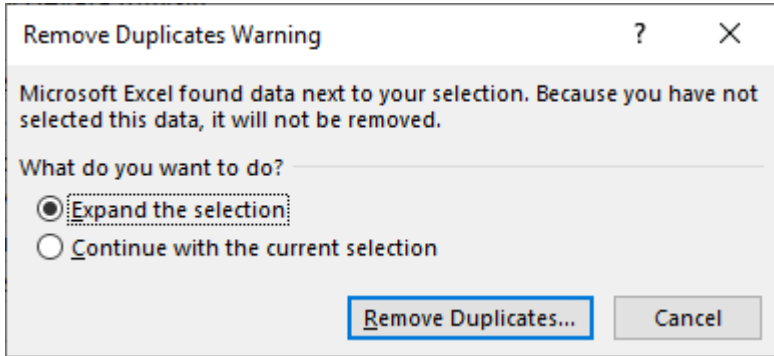 Remove Duplicates Warning
?
Microsoft Excel found data next to your selection. Because you have not
selected this data, it will not be removed.
What do you want to do?
Expand the selection
Continue with the current selection
Remove Duplicates...
Cancel